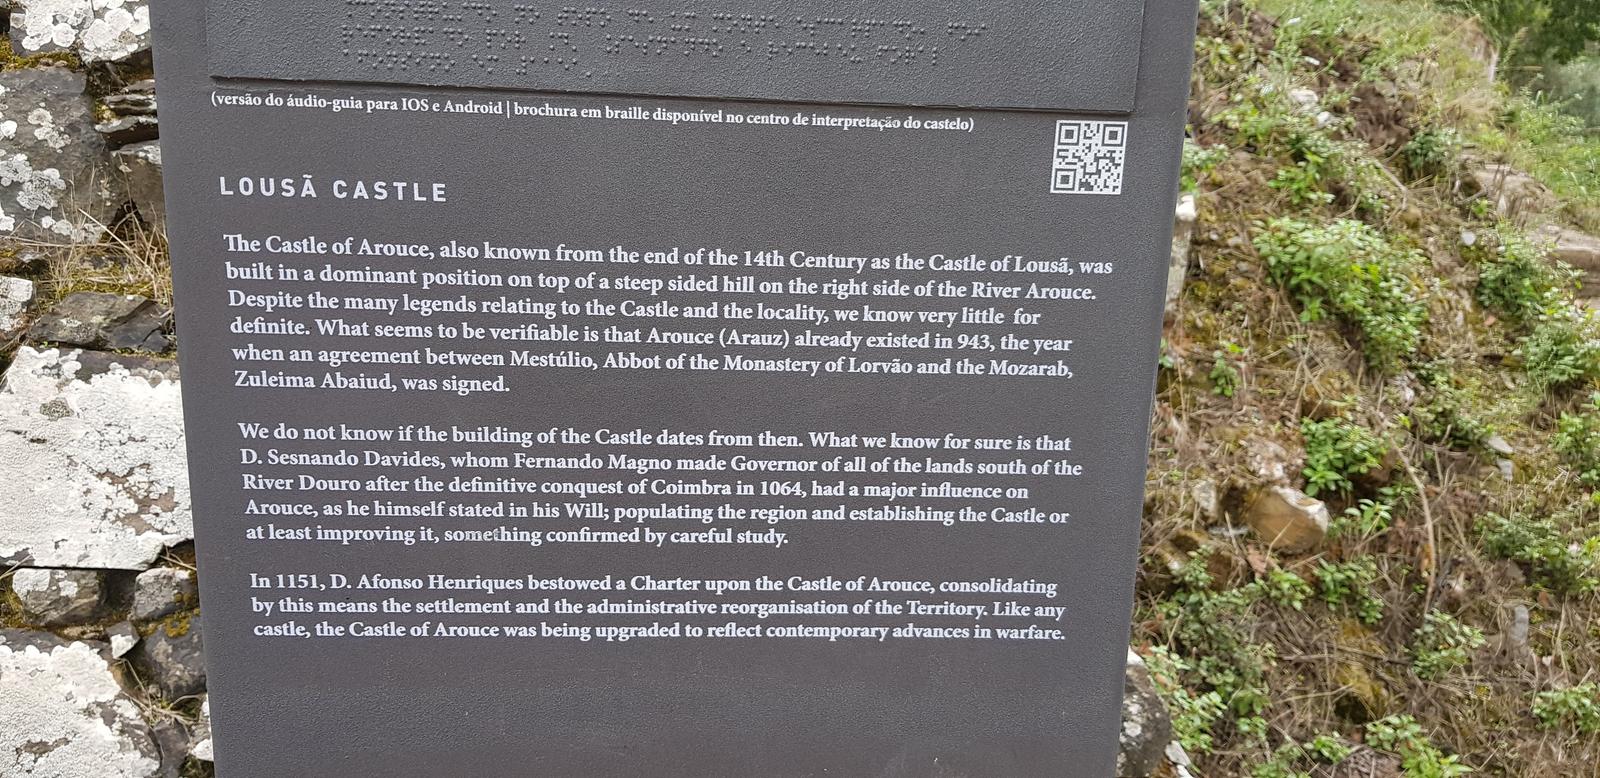 (versão do áudio-guia para IOS e Android | brochura em braille disponível no centro de interpretação do castelo)
LOUSÃ CASTLE
The Castle of Arouce, also known from the end of the 14th Century as the Castle of Lousã, was
built in a dominant position on top of a steep sided hill on the right side of the River Arouce.
Despite the many legends relating to the Castle and the locality, we know very little for
definite. What seems to be verifiable is that Arouce (Arauz) already existed in 943, the year
when an agreement between Mestúlio, Abbot of the Monastery of Lorvão and the Mozarab,
Zuleima Abaiud, was signed.
We do not know if the building of the Castle dates from then. What we know for sure is that
D. Sesnando Davides, whom Fernando Magno made Governor of all of the lands south of the
River Douro after the definitive conquest of Coimbra in 1064, had a major influence on
Arouce, as he himself stated in his Will; populating the region and establishing the Castle or
at least improving it, something confirmed by careful study.
In 1151, D. Afonso Henriques bestowed a Charter upon the Castle of Arouce, consolidating
by this means the settlement and the administrative reorganisation of the Territory. Like any
castle, the Castle of Arouce was being upgraded to reflect contemporary advances in warfare.